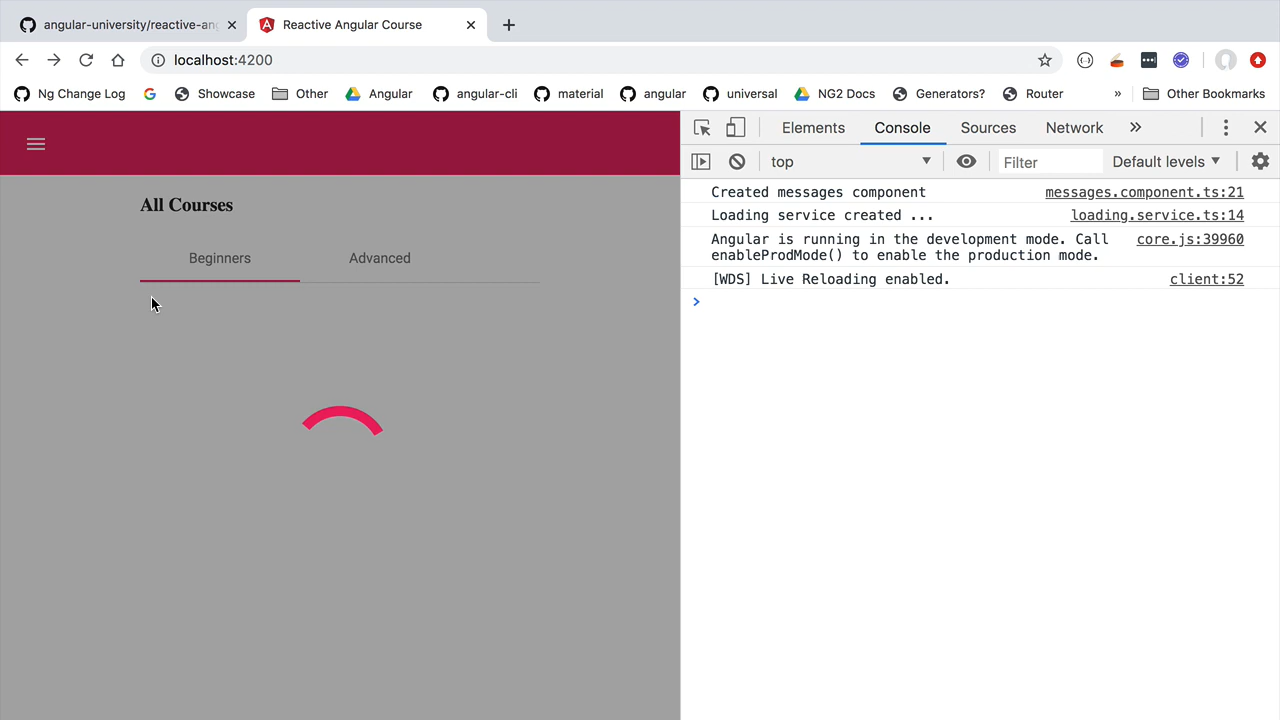 angular-university/reactive-ang
Reactive Angular Course
localhost:4200
Ng Change Log
Showcase
Other
Angular
angular-cli
material
angular
universal
NG2 Docs
Generators?
Router
»
Other Bookmarks
Elements
Console
Sources
Network
top
Filter
Default levels
All Courses
Beginners
Advanced
Created messages component messages.component.ts:21
Loading service created ... loading.service.ts:14
Angular is running in the development mode. Call core.js:39960
enableProdMode() to enable the production mode.
[WDS] Live Reloading enabled. client:52